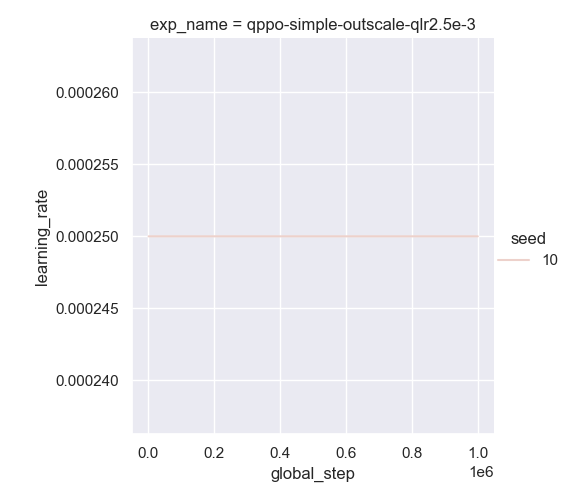 exp_name = qppo-simple-outscale-qlr2.5e-3
0.000260
0.000255
0.000250
0.000245
0.000240
learning_rate
0.0 0.2 0.4 0.6 0.8 1.0
1e6
global_step
seed
10